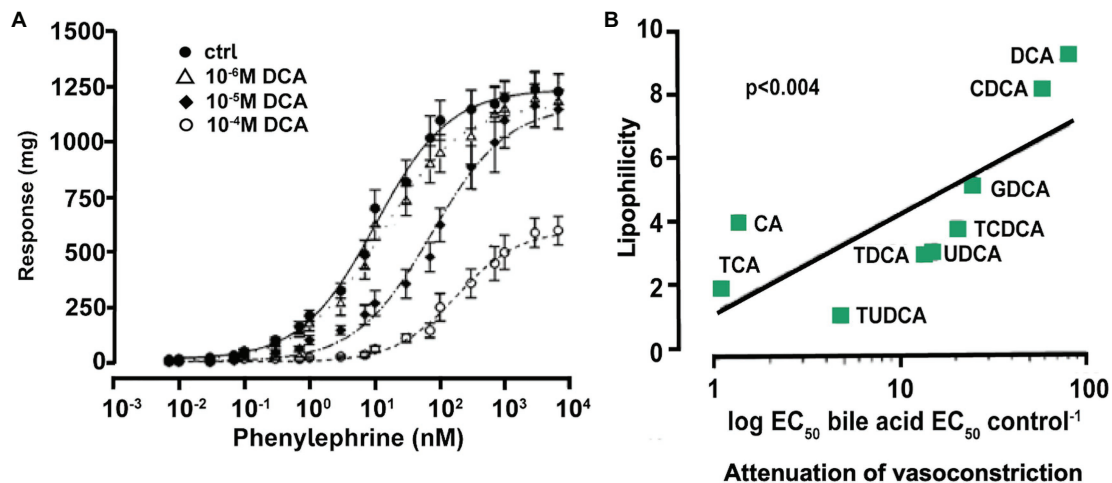 A
1500
1250
1000
750
500
250
0
Response (mg)
ctrl
10⁻⁶M DCA
10⁻⁵M DCA
10⁻⁴M DCA
10⁻³ 10⁻² 10⁻¹ 10⁰ 10¹ 10² 10³ 10⁴
Phenylephrine (nM)
B
10
8
6
4
2
0
Lipophilicity
p<0.004
DCA
CDCA
GDCA
CA
TCDCA
TDCA UDCA
TCA
TUDCA
1 10 100
log EC₅₀ bile acid EC₅₀ control⁻¹
Attenuation of vasoconstriction